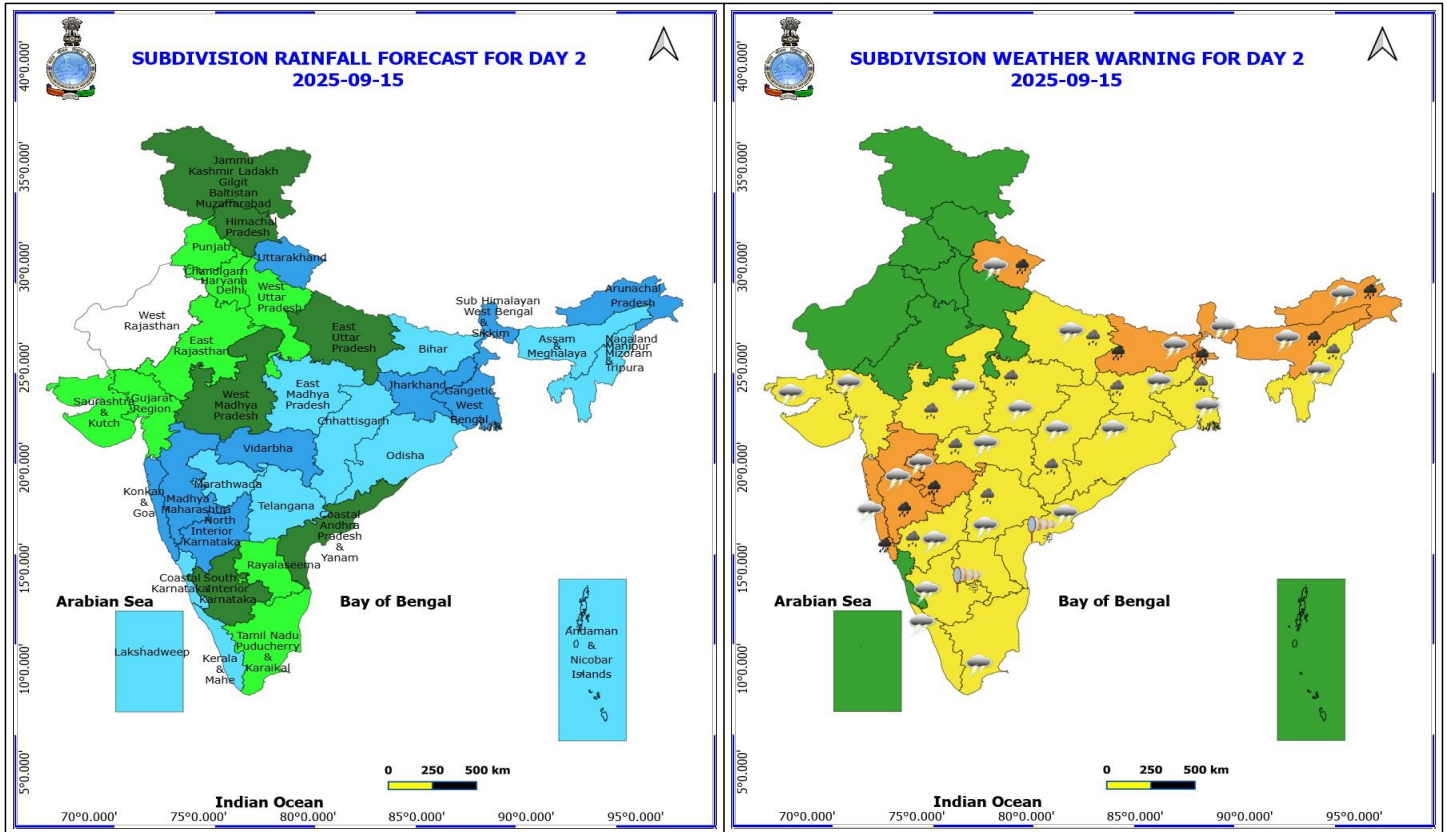 SUBDIVISION RAINFALL FORECAST FOR DAY 2
2025-09-15
40°0.000'
35°0.000'
30°0.000'
25°0.000'
20°0.000'
15°0.000'
10°0.000'
5°0.000'
Jammu
Kashmir Ladakh
Gilgit
Baltistan
Muzaffarabad
Himachal
Pradesh
Punjab
Uttarakhand
Chandigarh
Haryana
Delhi
West
Uttar
Pradesh
West
Rajasthan
East
Rajasthan
East
Uttar
Pradesh
Sub Himalayan
West Bengal
&
Sikkim
Arunachal
Pradesh
Assam
&
Meghalaya
Nagaland
Manipur
Mizoram
&
Tripura
Bihar
Jharkhand
Gangetic
West
Bengal
East
Madhya
Pradesh
West
Madhya
Pradesh
Gujarat
Region
Saurashtra
&
Kutch
Chhattisgarh
Odisha
Vidarbha
Marathwada
Konkan
&
Goa
Madhya
Maharashtra
Telangana
North
Interior
Karnataka
Coastal
Andhra
Pradesh
&
Yanam
Rayalaseema
Coastal
Karnataka
South
Interior
Karnataka
Tamil Nadu
Puducherry
&
Karaikal
Kerala
&
Mahe
Lakshadweep
Andaman
&
Nicobar
Islands
Arabian Sea
Bay of Bengal
0 250 500 km
Indian Ocean
70°0.000' 75°0.000' 80°0.000' 85°0.000' 90°0.000' 95°0.000'
SUBDIVISION WEATHER WARNING FOR DAY 2
2025-09-15
40°0.000'
35°0.000'
30°0.000'
25°0.000'
20°0.000'
15°0.000'
10°0.000'
5°0.000'
Arabian Sea
Bay of Bengal
0 250 500 km
Indian Ocean
70°0.000' 75°0.000' 80°0.000' 85°0.000' 90°0.000' 95°0.000'